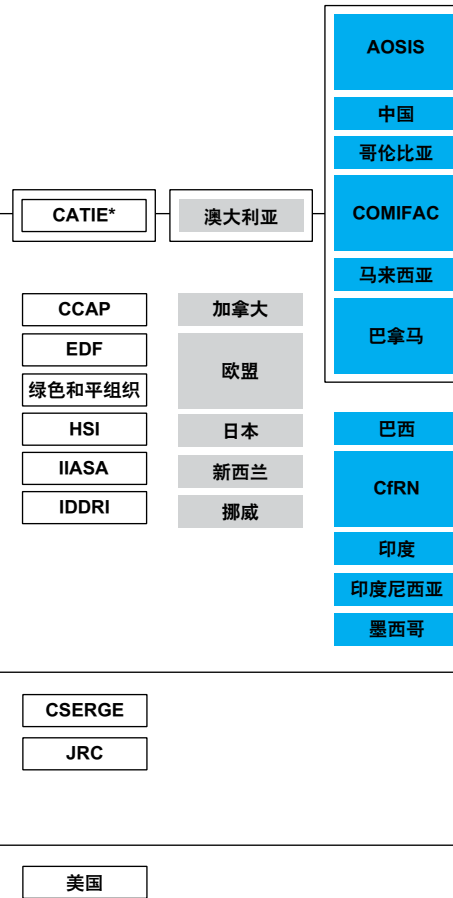 AOSIS
中国
哥伦比亚
CATIE*
澳大利亚
COMIFAC
马来西亚
CCAP
加拿大
巴拿马
EDF
欧盟
绿色和平组织
HSI
日本
巴西
IIASA
新西兰
CfRN
IDDRI
挪威
印度
印度尼西亚
墨西哥
CSERGE
JRC
美国